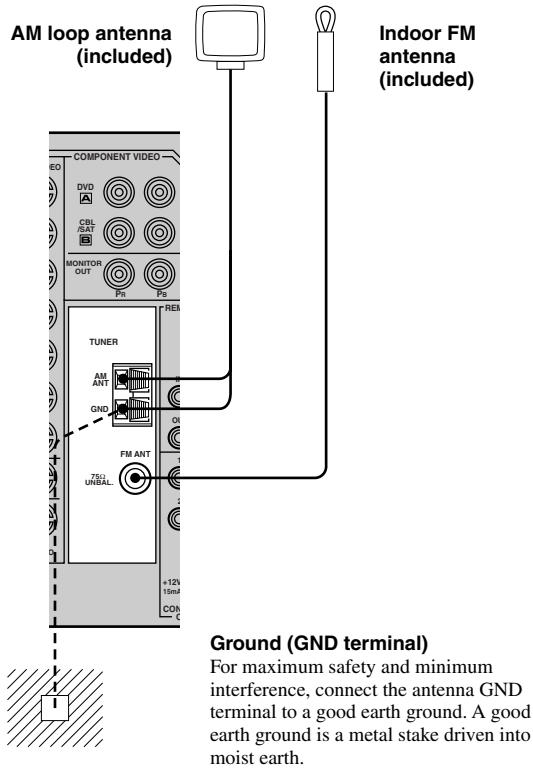 AM loop antenna
(included)
Indoor FM
antenna
(included)
COMPONENT VIDEO
DVD
A
CBL
/SAT
B
MONITOR
OUT
PR
PB
TUNER
AM
ANT
GND
FM ANT
75Ω
UNBAL.
+12V
Ground (GND terminal)
For maximum safety and minimum
interference, connect the antenna GND
terminal to a good earth ground. A good
earth ground is a metal stake driven into
moist earth.